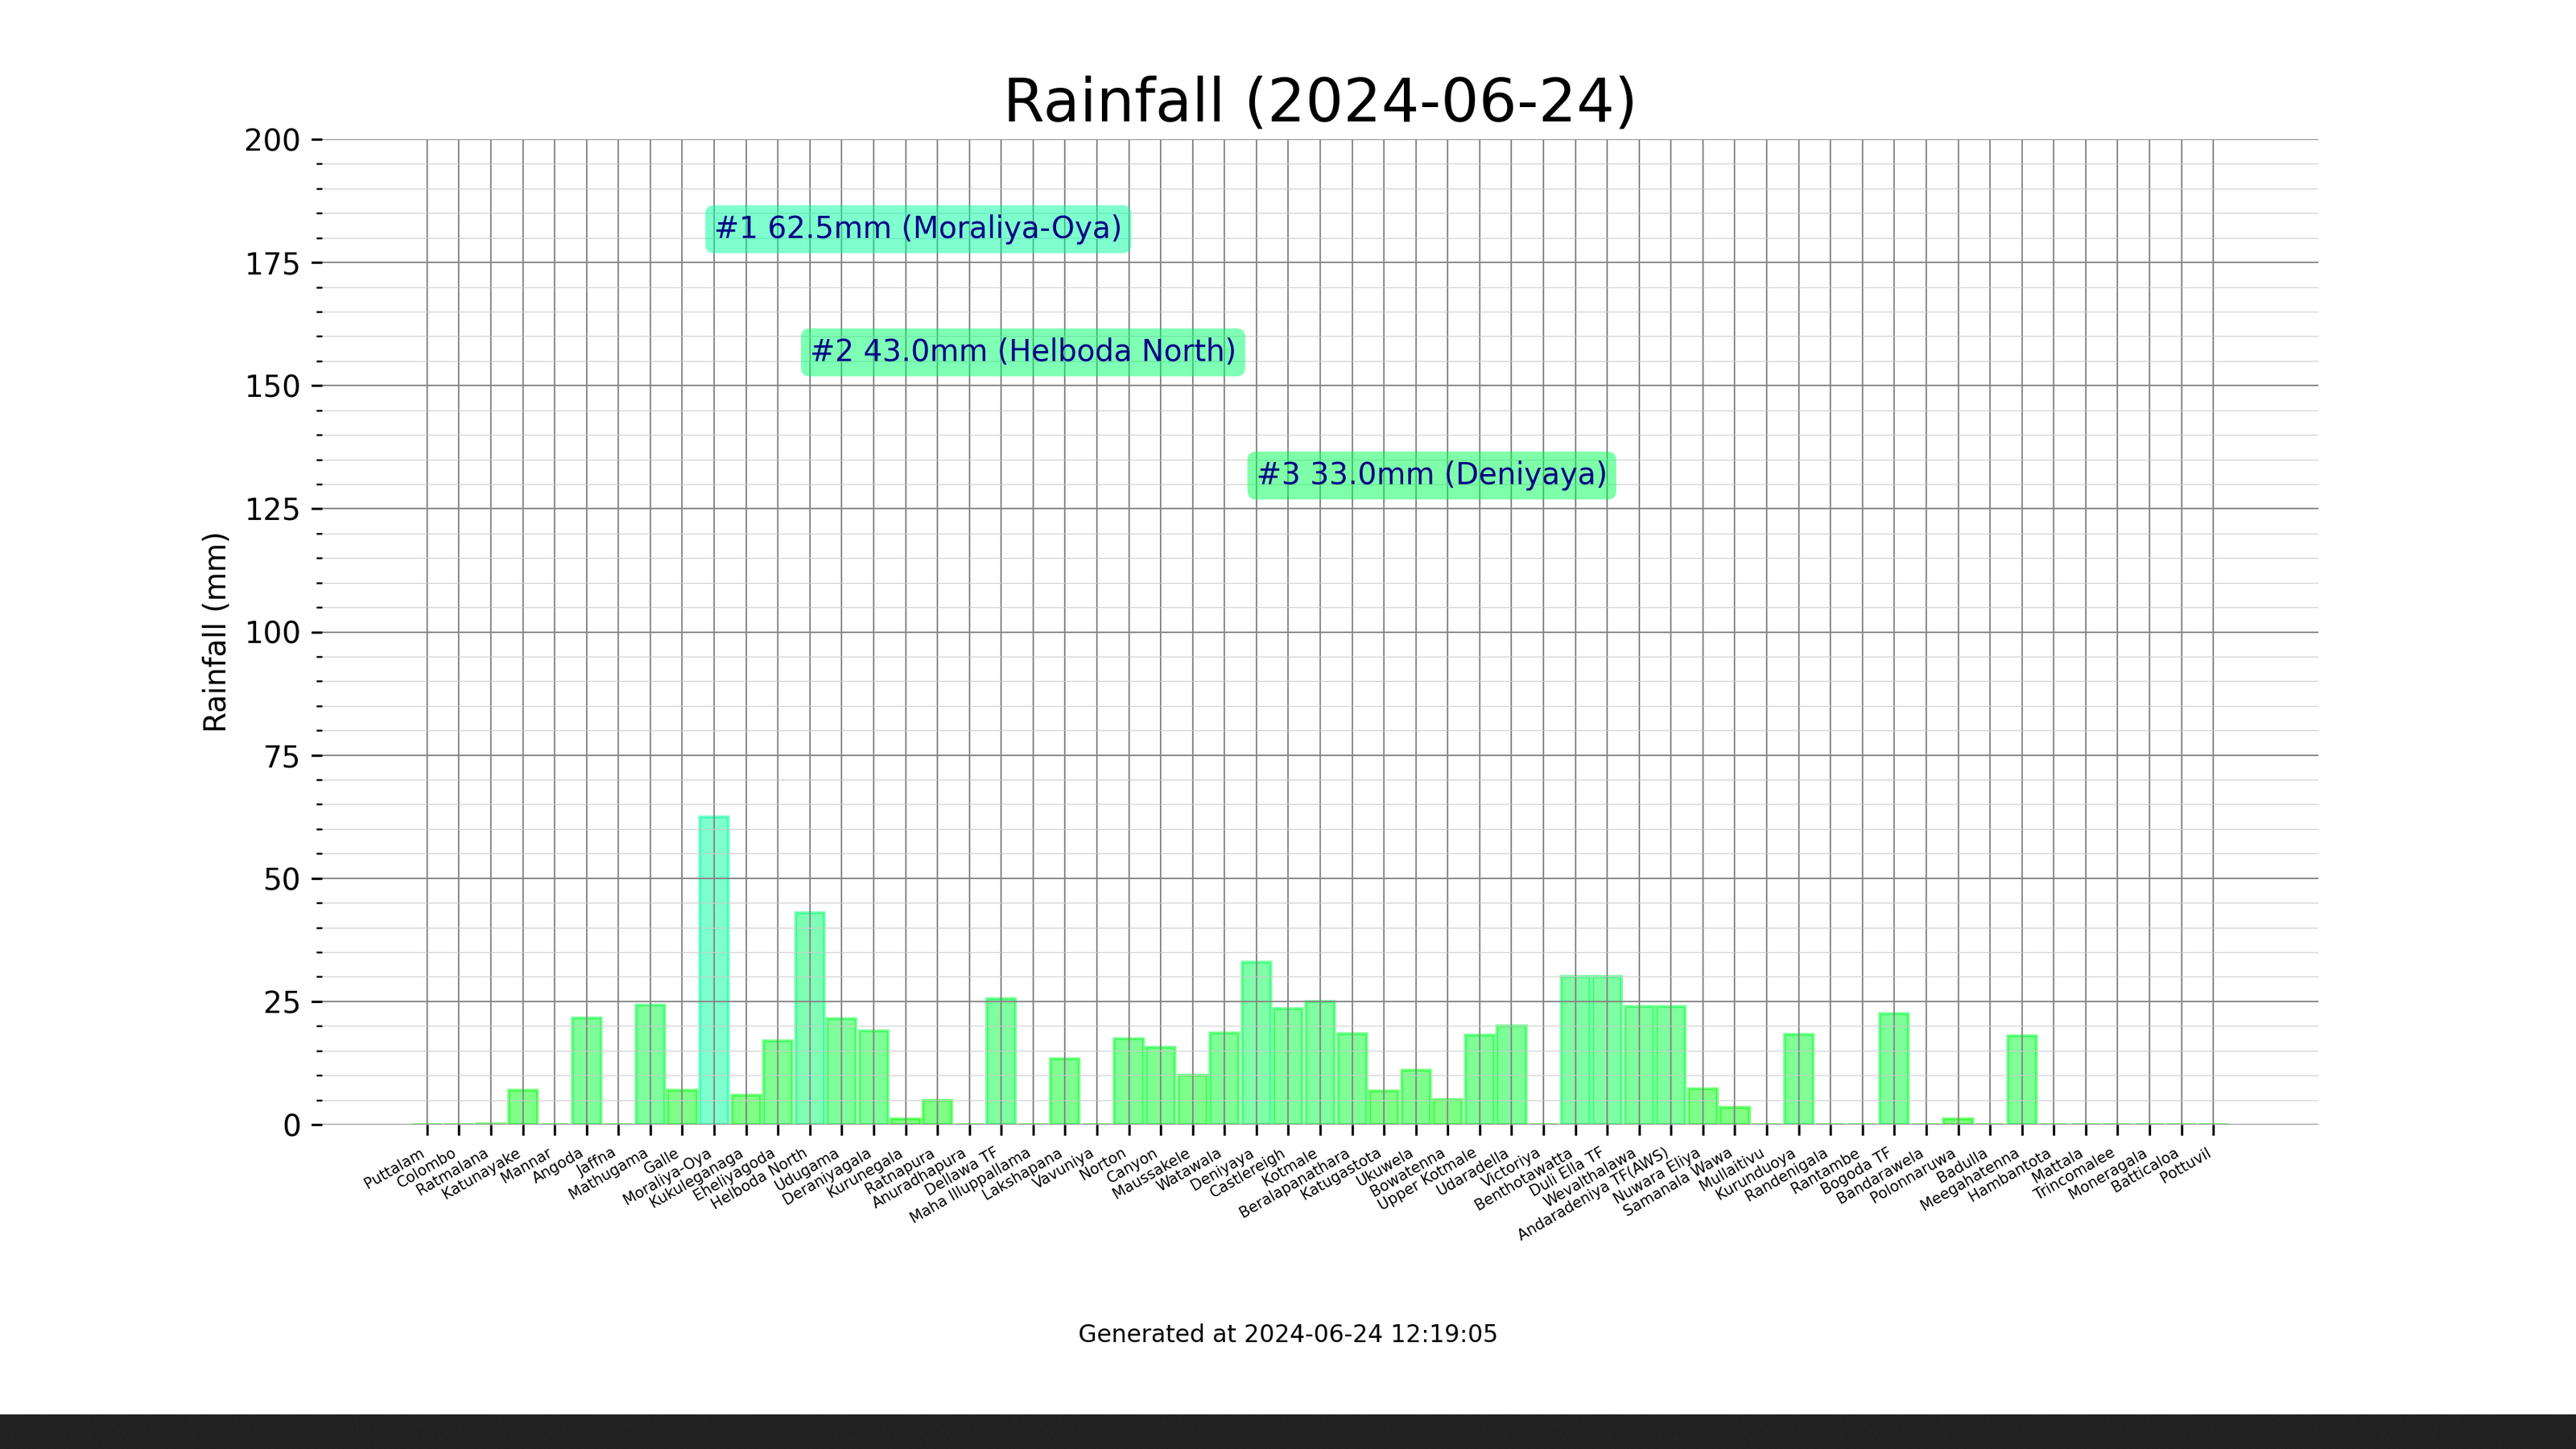 Rainfall (2024-06-24)
200
175
150
125
100
75
50
25
0
Rainfall (mm)
#1 62.5mm (Moraliya-Oya)
#2 43.0mm (Helboda North)
#3 33.0mm (Deniyaya)
Puttalam
Colombo
Ratmalana
Katunayake
Mannar
Angoda
Jaffna
Mathugama
Galle
Moraliya-Oya
Kukuleganaga
Eheliyagoda
Helboda North
Udugama
Deraniyagala
Kurunegala
Ratnapura
Anuradhapura
Dellawa TF
Maha Illuppallama
Lakshapana
Vavuniya
Norton
Canyon
Maussakele
Watawala
Deniyaya
Castlereigh
Kotmale
Beralapanathara
Katugastota
Ukuwela
Bowatenna
Upper Kotmale
Udaradella
Victoriya
Benthotawatta
Duli Ella TF
Wevaithalawa
Andaradeniya TF(AWS)
Nuwara Eliya
Samanala Wawa
Mullaitivu
Kurunduoya
Randenigala
Rantambe
Bogoda TF
Bandarawela
Polonnaruwa
Badulla
Meegahatenna
Hambantota
Mattala
Trincomalee
Moneragala
Batticaloa
Pottuvil
Generated at 2024-06-24 12:19:05